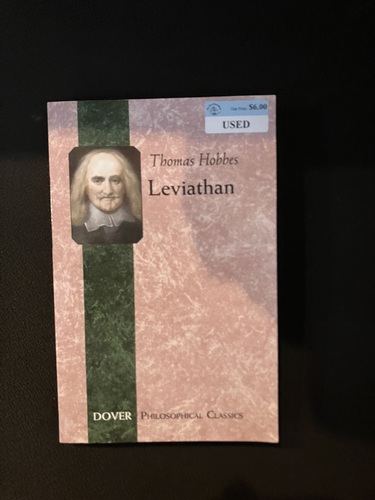 $6.00
USED
Thomas Hobbes
Leviathan
DOVER PHILOSOPHICAL CLASSICS